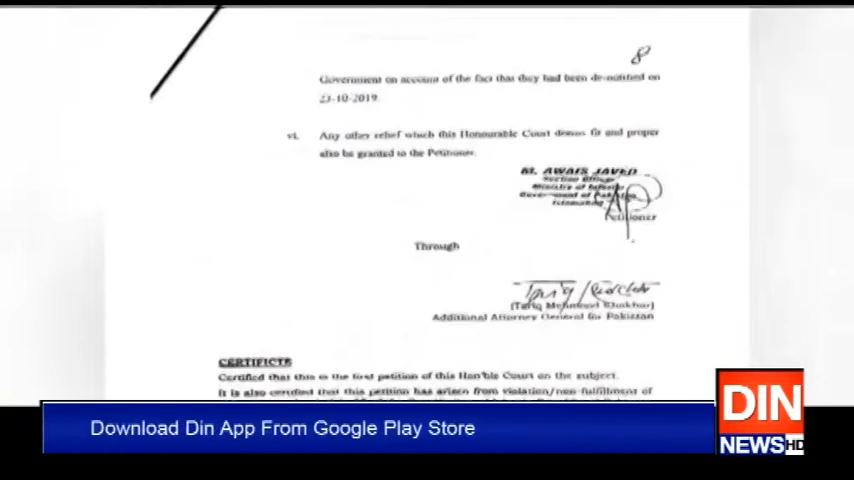 8
Government on account of the fact that they had been de-notified on
23-10-2019.
vi. Any other relief which this Honourable Court deems fit and proper
also be granted to the Petitioner.
M. AWAIS JAVED
Section Officer
Ministry of Interior
Government of Pakistan
Islamabad
Petitioner
Through
(Tariq Mehmood Khokhar)
Additional Attorney General for Pakistan
CERTIFICTE
Certified that this is the first petition of this Hon'ble Court on the subject.
It is also certified that this petition has arisen from violation/non-fulfillment of
Download Din App From Google Play Store
DIN
NEWS HD